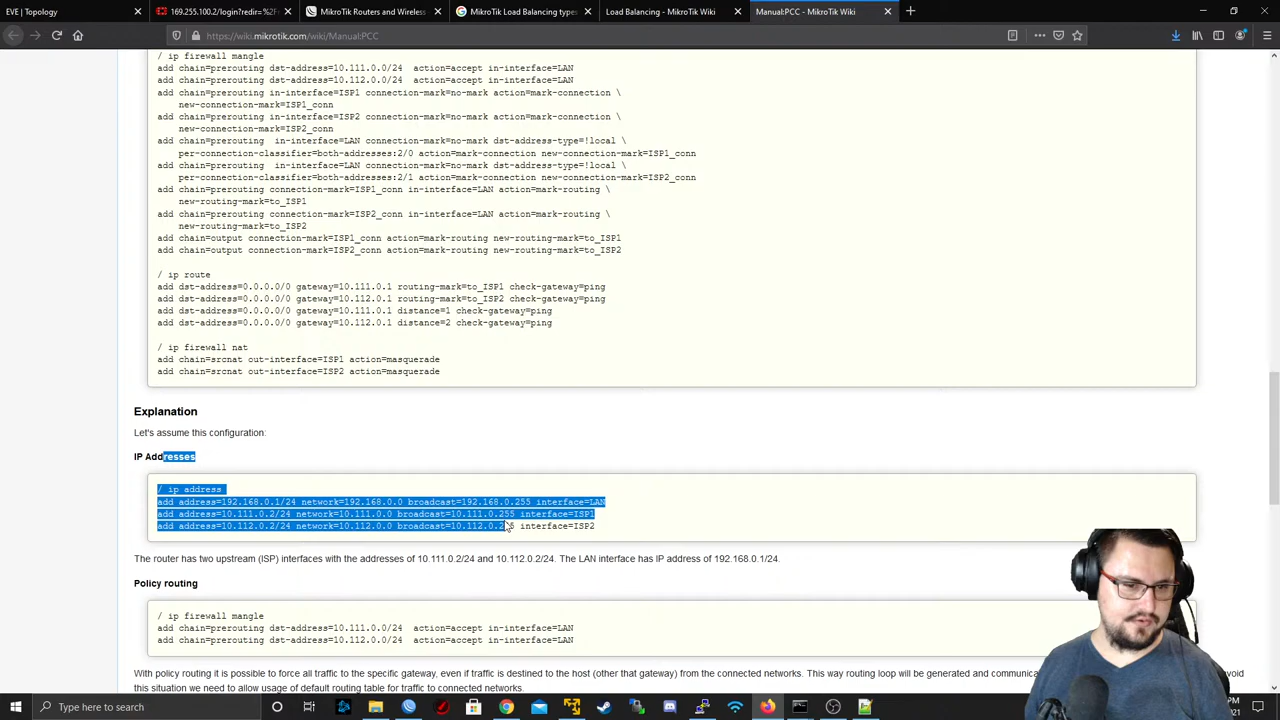 EVE | Topology
169.255.100.2/login?redir=%2F
MikroTik Routers and Wireless
MikroTik Load Balancing types
Load Balancing - MikroTik Wiki
Manual:PCC - MikroTik Wiki
https://wiki.mikrotik.com/wiki/Manual:PCC
/ ip firewall mangle
add chain=prerouting dst-address=10.111.0.0/24  action=accept in-interface=LAN
add chain=prerouting dst-address=10.112.0.0/24  action=accept in-interface=LAN
add chain=prerouting in-interface=ISP1 connection-mark=no-mark action=mark-connection \
new-connection-mark=ISP1_conn
add chain=prerouting in-interface=ISP2 connection-mark=no-mark action=mark-connection \
new-connection-mark=ISP2_conn
add chain=prerouting  in-interface=LAN connection-mark=no-mark dst-address-type=!local \
per-connection-classifier=both-addresses:2/0 action=mark-connection new-connection-mark=ISP1_conn
add chain=prerouting  in-interface=LAN connection-mark=no-mark dst-address-type=!local \
per-connection-classifier=both-addresses:2/1 action=mark-connection new-connection-mark=ISP2_conn
add chain=prerouting connection-mark=ISP1_conn in-interface=LAN action=mark-routing \
new-routing-mark=to_ISP1
add chain=prerouting connection-mark=ISP2_conn in-interface=LAN action=mark-routing \
new-routing-mark=to_ISP2
add chain=output connection-mark=ISP1_conn action=mark-routing new-routing-mark=to_ISP1
add chain=output connection-mark=ISP2_conn action=mark-routing new-routing-mark=to_ISP2
/ ip route
add dst-address=0.0.0.0/0 gateway=10.111.0.1 routing-mark=to_ISP1 check-gateway=ping
add dst-address=0.0.0.0/0 gateway=10.112.0.1 routing-mark=to_ISP2 check-gateway=ping
add dst-address=0.0.0.0/0 gateway=10.111.0.1 distance=1 check-gateway=ping
add dst-address=0.0.0.0/0 gateway=10.112.0.1 distance=2 check-gateway=ping
/ ip firewall nat
add chain=srcnat out-interface=ISP1 action=masquerade
add chain=srcnat out-interface=ISP2 action=masquerade
Explanation
Let's assume this configuration:
IP Addresses
/ ip address
add address=192.168.0.1/24 network=192.168.0.0 broadcast=192.168.0.255 interface=LAN
add address=10.111.0.2/24 network=10.111.0.0 broadcast=10.111.0.255 interface=ISP1
add address=10.112.0.2/24 network=10.112.0.0 broadcast=10.112.0.255 interface=ISP2
The router has two upstream (ISP) interfaces with the addresses of 10.111.0.2/24 and 10.112.0.2/24. The LAN interface has IP address of 192.168.0.1/24.
Policy routing
/ ip firewall mangle
add chain=prerouting dst-address=10.111.0.0/24  action=accept in-interface=LAN
add chain=prerouting dst-address=10.112.0.0/24  action=accept in-interface=LAN
With policy routing it is possible to force all traffic to the specific gateway, even if traffic is destined to the host (other that gateway) from the connected networks. This way routing loop will be generated and
this situation we need to allow usage of default routing table for traffic to connected networks.
Type here to search